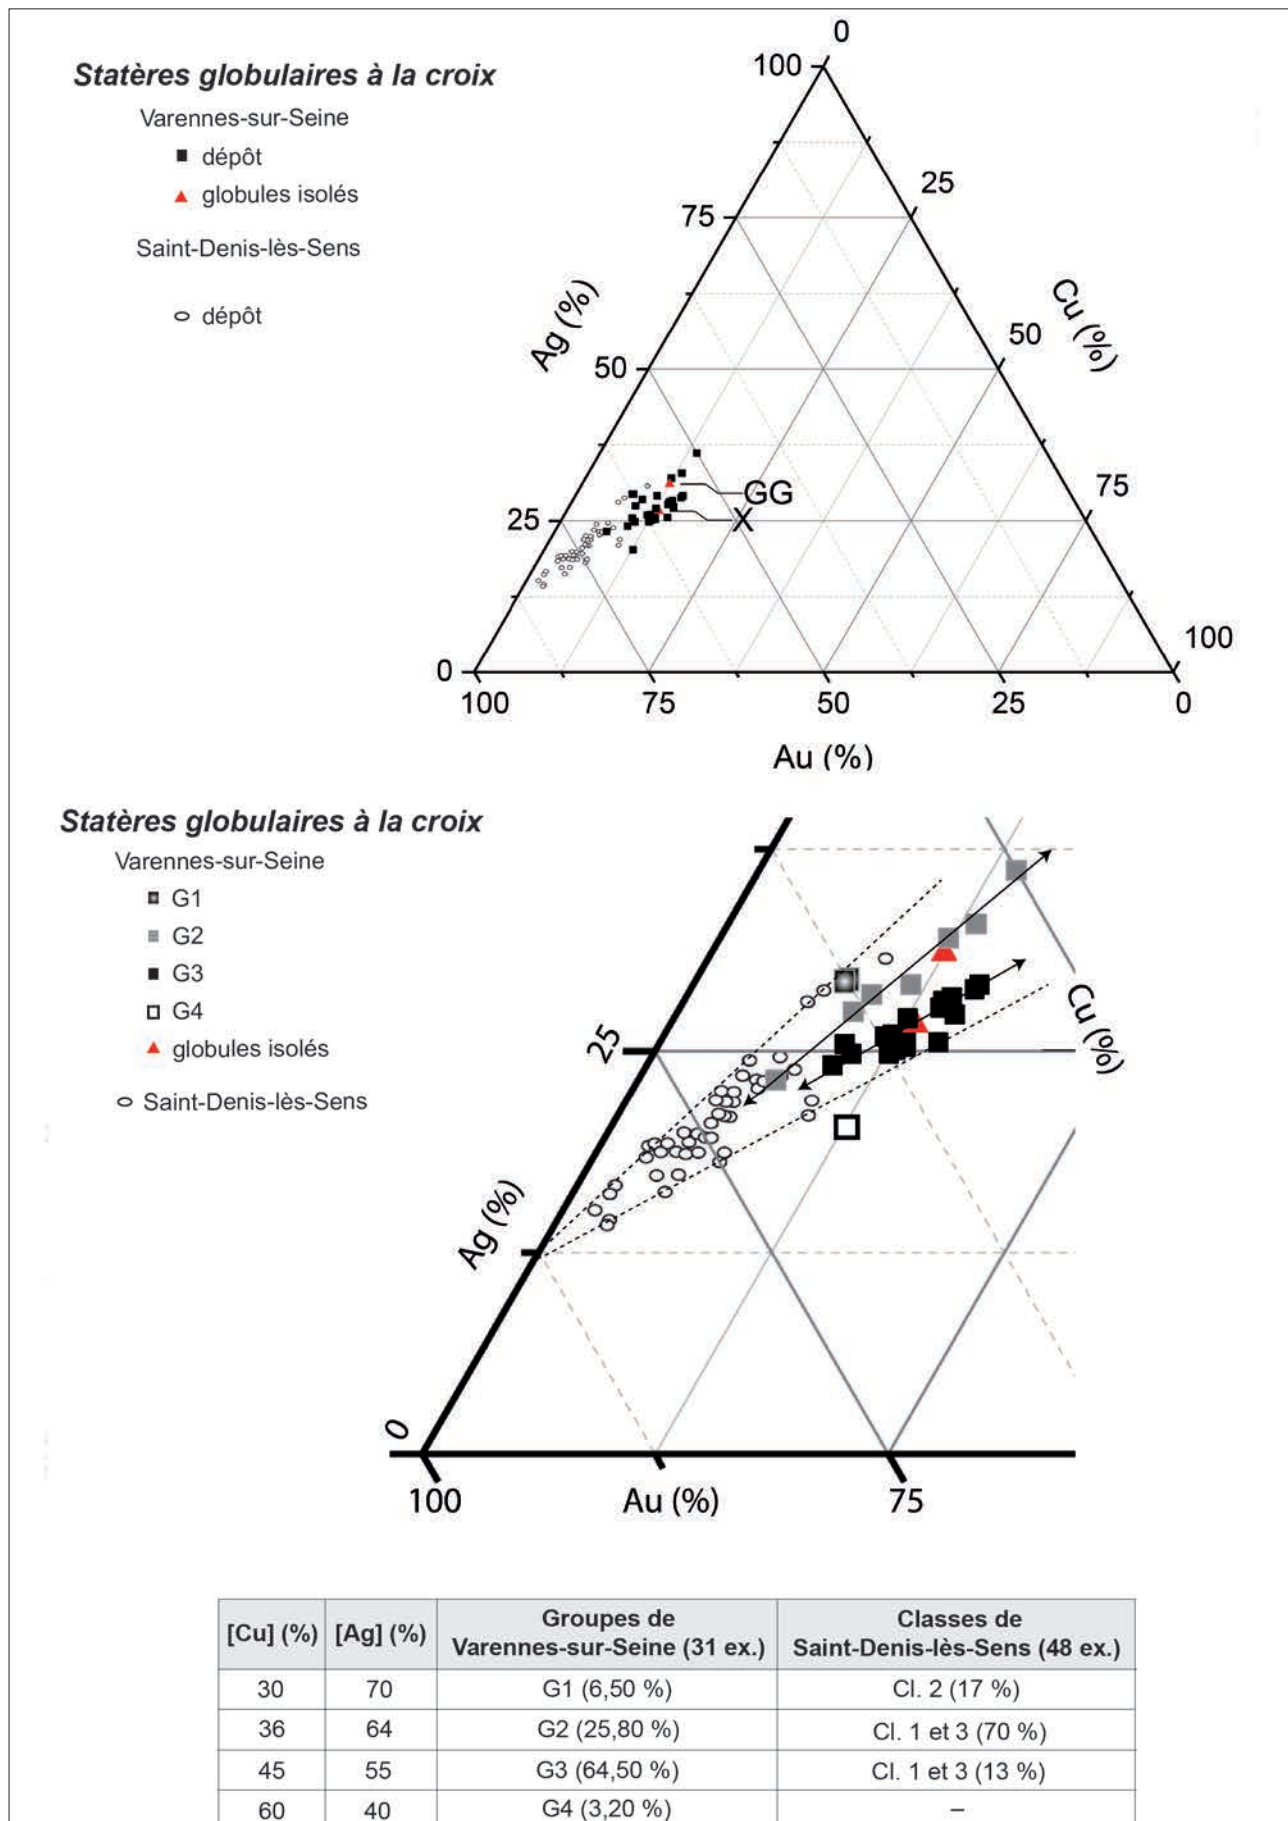 Statères globulaires à la croix
Varennes-sur-Seine
dépôt
globules isolés
Saint-Denis-lès-Sens
dépôt
0
100
25
75
Ag (%)
Cu (%)
50
50
GG
75
25
X
100
0
100
75
50
25
0
Au (%)
Statères globulaires à la croix
Varennes-sur-Seine
G1
G2
G3
G4
globules isolés
Saint-Denis-lès-Sens
25
Cu (%)
Ag (%)
0
100
Au (%)
75
[Cu] (%) [Ag] (%) Groupes de Varennes-sur-Seine (31 ex.) Classes de Saint-Denis-lès-Sens (48 ex.)
30 70 G1 (6,50 %) Cl. 2 (17 %)
36 64 G2 (25,80 %) Cl. 1 et 3 (70 %)
45 55 G3 (64,50 %) Cl. 1 et 3 (13 %)
60 40 G4 (3,20 %) –